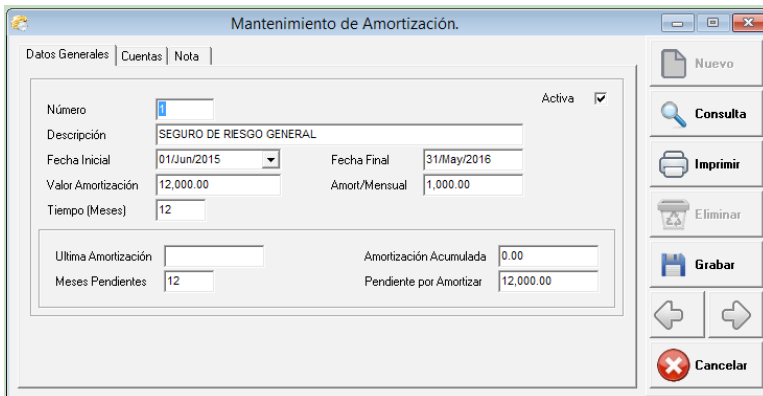 Mantenimiento de Amortización.
Datos Generales Cuentas Nota
Activa
Número 1
Descripción SEGURO DE RIESGO GENERAL
Fecha Inicial 01/Jun/2015 Fecha Final 31/May/2016
Valor Amortización 12,000.00 Amort/Mensual 1,000.00
Tiempo (Meses) 12
Ultima Amortización Amortización Acumulada 0.00
Meses Pendientes 12 Pendiente por Amortizar 12,000.00
Nuevo
Consulta
Imprimir
Eliminar
Grabar
Cancelar